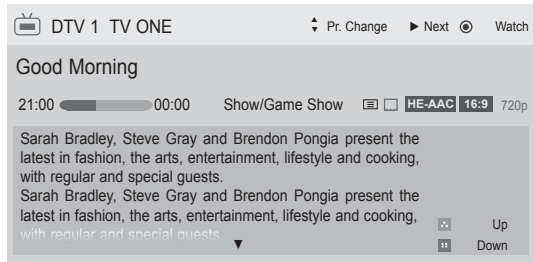 DTV 1 TV ONE Pr. Change Next Watch
Good Morning
21:00 00:00 Show/Game Show HE-AAC 16:9 720p
Sarah Bradley, Steve Gray and Brendon Pongia present the
latest in fashion, the arts, entertainment, lifestyle and cooking,
with regular and special guests.
Sarah Bradley, Steve Gray and Brendon Pongia present the
latest in fashion, the arts, entertainment, lifestyle and cooking,
with regular and special guests.
Up
Down